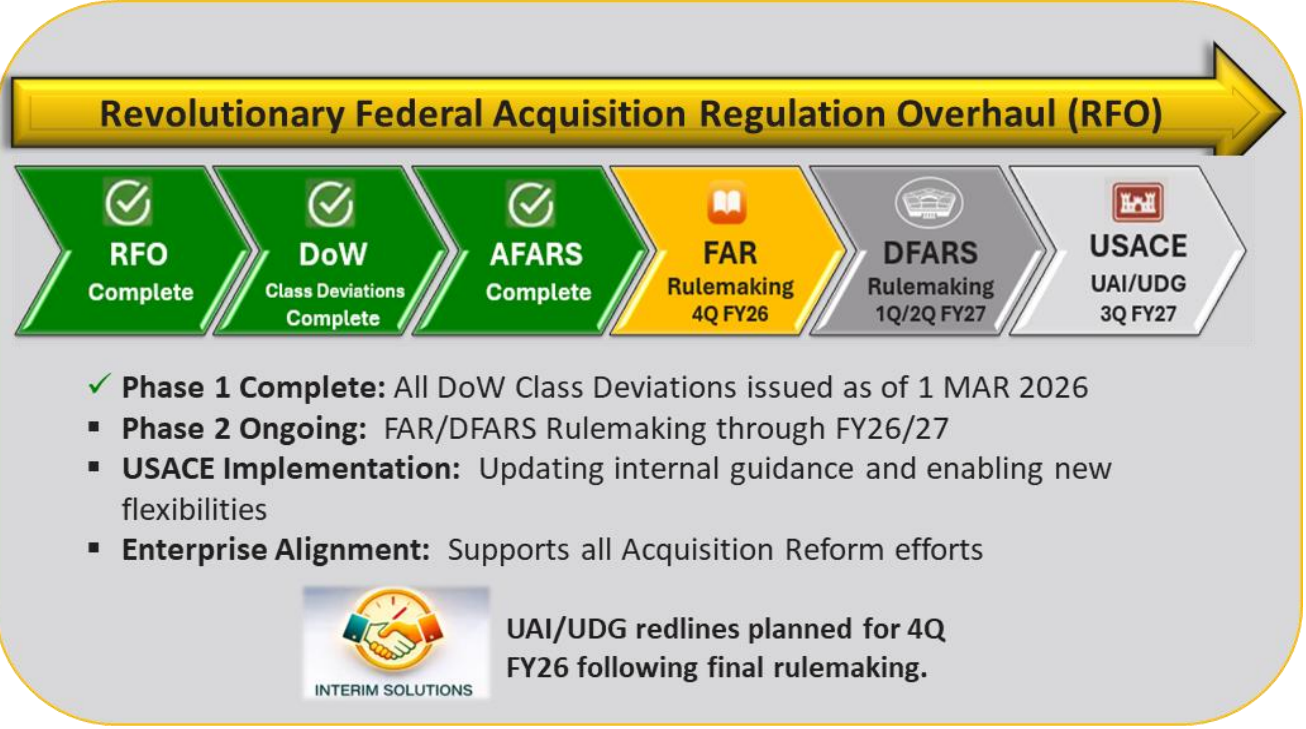 Revolutionary Federal Acquisition Regulation Overhaul (RFO)
RFO
Complete
DoW
Class Deviations
Complete
AFARS
Complete
FAR
Rulemaking
4Q FY26
DFARS
Rulemaking
1Q/2Q FY27
USACE
UAI/UDG
3Q FY27
✓ Phase 1 Complete: All DoW Class Deviations issued as of 1 MAR 2026
▪ Phase 2 Ongoing: FAR/DFARS Rulemaking through FY26/27
▪ USACE Implementation: Updating internal guidance and enabling new
flexibilities
▪ Enterprise Alignment: Supports all Acquisition Reform efforts
INTERIM SOLUTIONS
UAI/UDG redlines planned for 4Q
FY26 following final rulemaking.